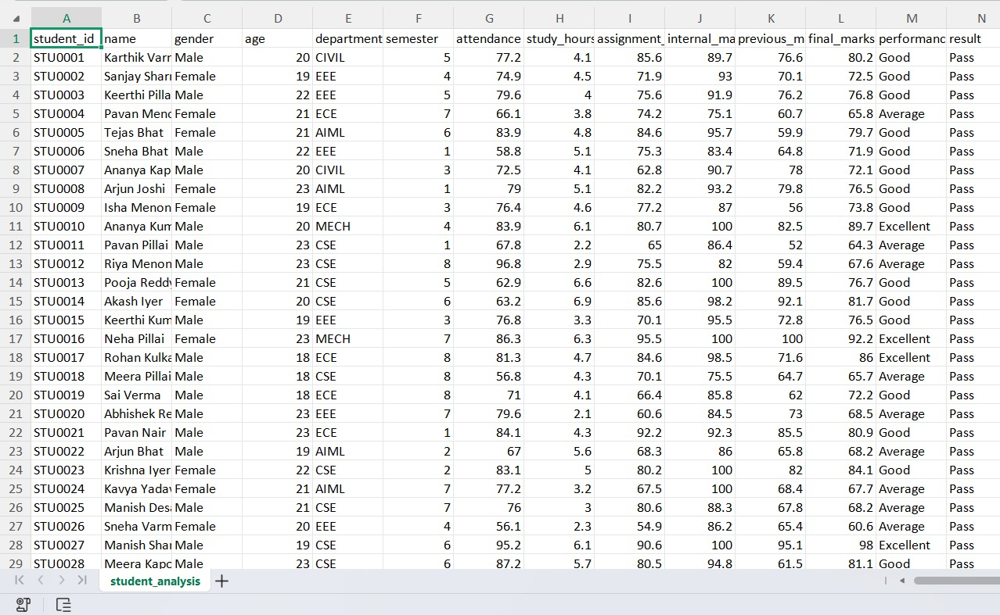 A B C D E F G H I J K L M N
1 student_id name gender age department semester attendance study_hours assignment_ internal_ma previous_m final_marks performanc result
2 STU0001 Karthik Varr Male 20 CIVIL 5 77.2 4.1 85.6 89.7 76.6 80.2 Good Pass
3 STU0002 Sanjay Shar Female 19 EEE 4 74.9 4.5 71.9 93 70.1 72.5 Good Pass
4 STU0003 Keerthi Pilla Male 22 EEE 5 79.6 4 75.6 91.9 76.2 76.8 Good Pass
5 STU0004 Pavan Menc Female 21 ECE 7 66.1 3.8 74.2 75.1 60.7 65.8 Average Pass
6 STU0005 Tejas Bhat Female 21 AIML 6 83.9 4.8 84.6 95.7 59.9 79.7 Good Pass
7 STU0006 Sneha Bhat Male 22 EEE 1 58.8 5.1 75.3 83.4 64.8 71.9 Good Pass
8 STU0007 Ananya Kap Male 20 CIVIL 3 72.5 4.1 62.8 90.7 78 72.1 Good Pass
9 STU0008 Arjun Joshi Female 23 AIML 1 79 5.1 82.2 93.2 79.8 76.5 Good Pass
10 STU0009 Isha Menon Female 19 ECE 3 76.4 4.6 77.2 87 56 73.8 Good Pass
11 STU0010 Ananya Kum Male 20 MECH 4 83.9 6.1 80.7 100 82.5 89.7 Excellent Pass
12 STU0011 Pavan Pillai Male 23 CSE 1 67.8 2.2 65 86.4 52 64.3 Average Pass
13 STU0012 Riya Menon Male 23 CSE 8 96.8 2.9 75.5 82 59.4 67.6 Average Pass
14 STU0013 Pooja Reddy Female 21 CSE 5 62.9 6.6 82.6 100 89.5 76.7 Good Pass
15 STU0014 Akash Iyer Female 20 CSE 6 63.2 6.9 85.6 98.2 92.1 81.7 Good Pass
16 STU0015 Keerthi Kum Male 19 EEE 3 76.8 3.3 70.1 95.5 72.8 76.5 Good Pass
17 STU0016 Neha Pillai Female 23 MECH 7 86.3 6.3 95.5 100 100 92.2 Excellent Pass
18 STU0017 Rohan Kulka Male 18 ECE 8 81.3 4.7 84.6 98.5 71.6 86 Excellent Pass
19 STU0018 Meera Pillai Male 18 CSE 8 56.8 4.3 70.1 75.5 64.7 65.7 Average Pass
20 STU0019 Sai Verma Male 18 ECE 8 71 4.1 66.4 85.8 62 72.2 Good Pass
21 STU0020 Abhishek Re Male 23 EEE 7 79.6 2.1 60.6 84.5 73 68.5 Average Pass
22 STU0021 Pavan Nair Male 23 ECE 1 84.1 4.3 92.2 92.3 85.5 80.9 Good Pass
23 STU0022 Arjun Bhat Male 19 AIML 2 67 5.6 68.3 86 65.8 68.2 Average Pass
24 STU0023 Krishna Iyer Female 22 CSE 2 83.1 5 80.2 100 82 84.1 Good Pass
25 STU0024 Kavya Yadav Female 21 AIML 7 77.2 3.2 67.5 100 68.4 67.7 Average Pass
26 STU0025 Manish Desa Male 21 CSE 7 76 3 80.6 88.3 67.8 68.2 Average Pass
27 STU0026 Sneha Varm Female 20 EEE 4 56.1 2.3 54.9 86.2 65.4 60.6 Average Pass
28 STU0027 Manish Shar Male 19 CSE 6 95.2 6.1 90.6 100 95.1 98 Excellent Pass
29 STU0028 Meera Kapo Male 23 CSE 6 87.2 5.7 80.5 94.8 61.5 81.1 Good Pass
student_analysis